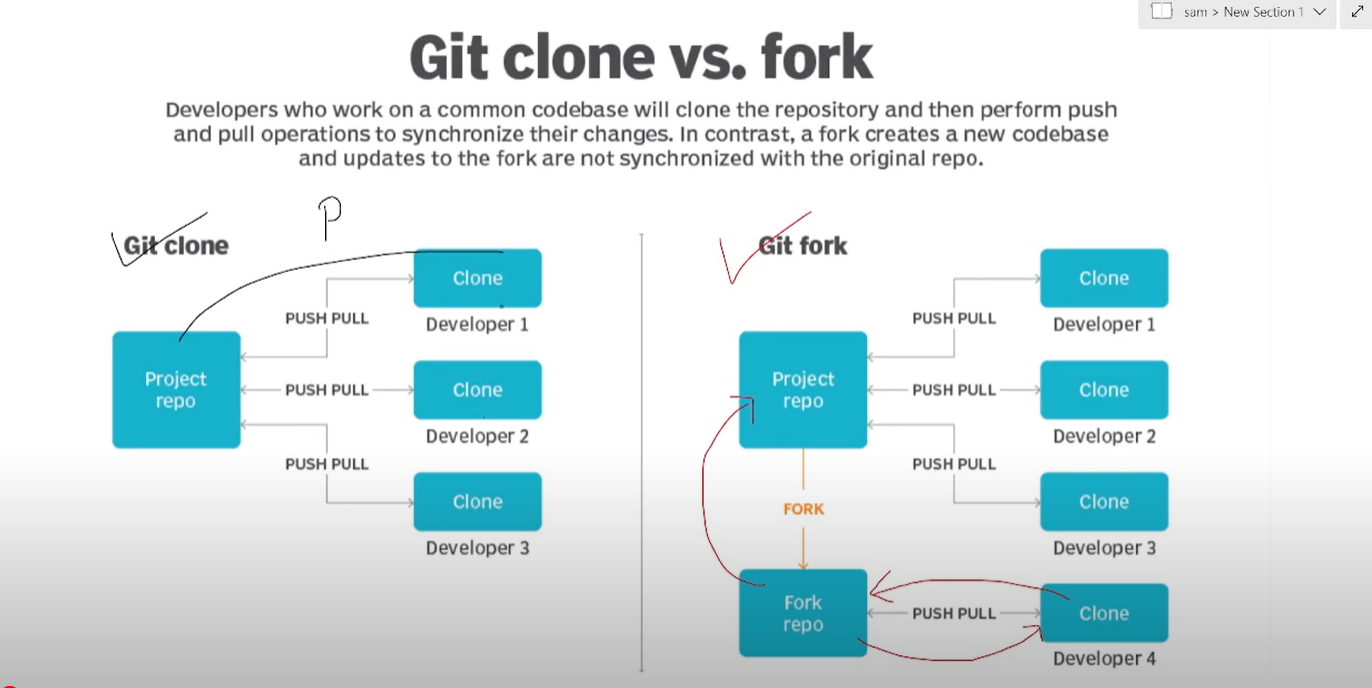 sam > New Section 1
Git clone vs. fork
Developers who work on a common codebase will clone the repository and then perform push
and pull operations to synchronize their changes. In contrast, a fork creates a new codebase
and updates to the fork are not synchronized with the original repo.
P
Git clone
Clone
PUSH PULL
Developer 1
Project
repo
PUSH PULL
Clone
Developer 2
PUSH PULL
Clone
Developer 3
Git fork
Clone
PUSH PULL
Developer 1
Project
repo
PUSH PULL
Clone
Developer 2
PUSH PULL
Clone
Developer 3
FORK
Fork
repo
PUSH PULL
Clone
Developer 4